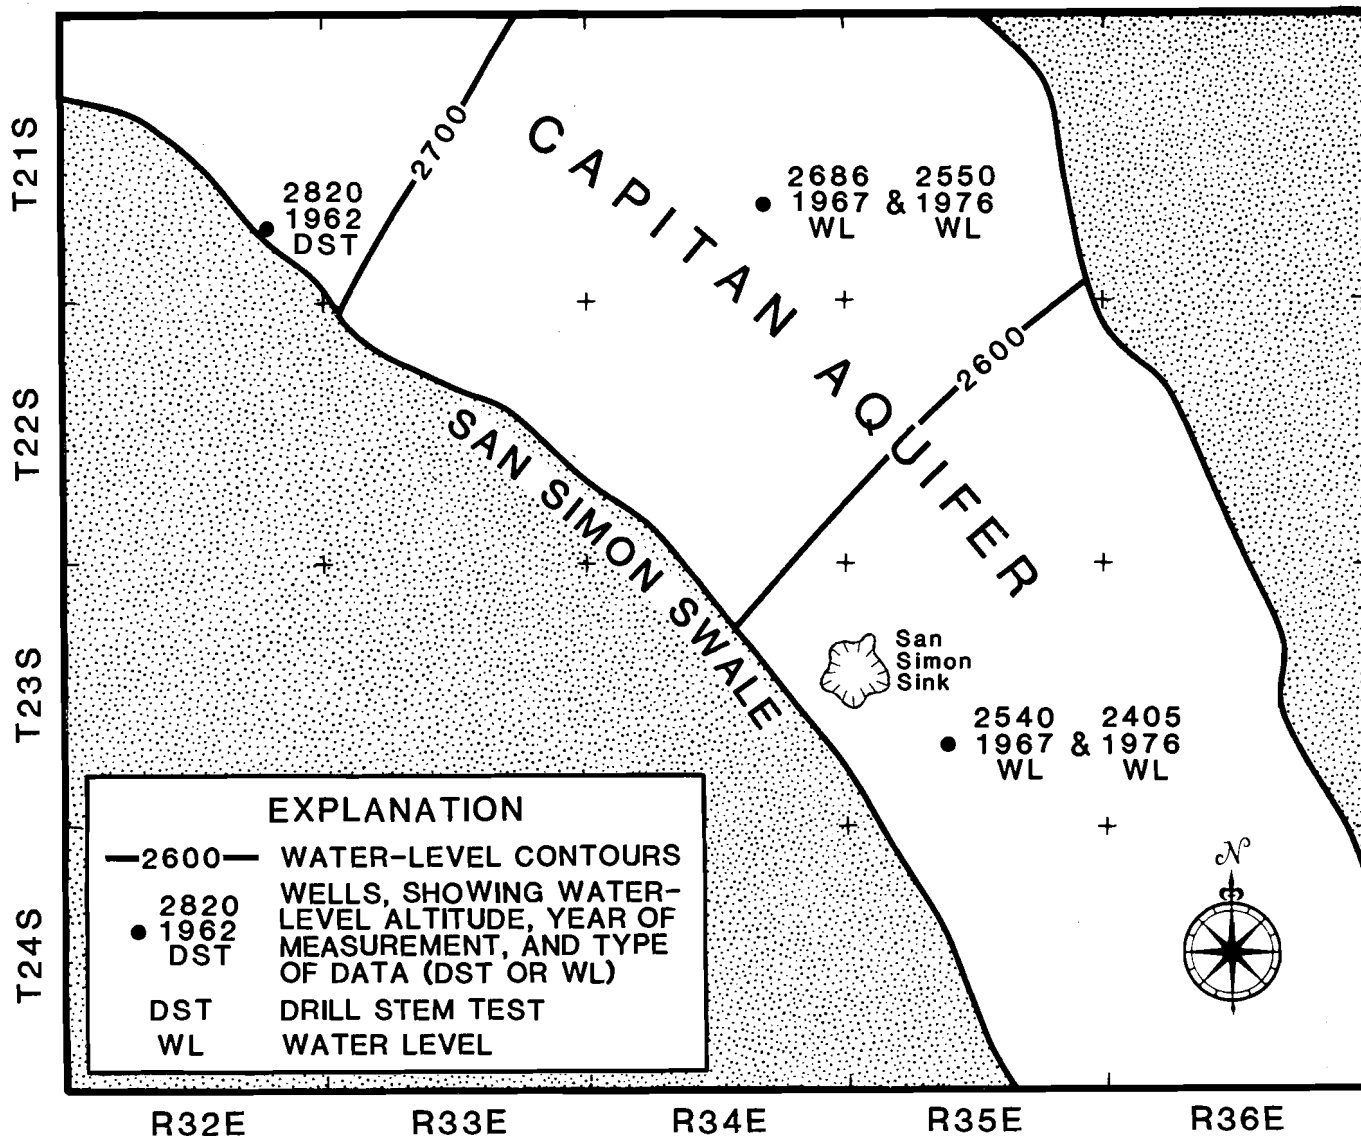 T21S
T22S
T23S
T24S
2700
2820
1962
DST
CAPITAN AQUIFER
2686
1967
WL
&
2550
1976
WL
2600
SAN SIMON SWALE
San
Simon
Sink
2540
1967
WL
&
2405
1976
WL
EXPLANATION
2600 WATER-LEVEL CONTOURS
2820
1962
DST
WELLS, SHOWING WATER-
LEVEL ALTITUDE, YEAR OF
MEASUREMENT, AND TYPE
OF DATA (DST OR WL)
DST DRILL STEM TEST
WL WATER LEVEL
N
R32E R33E R34E R35E R36E